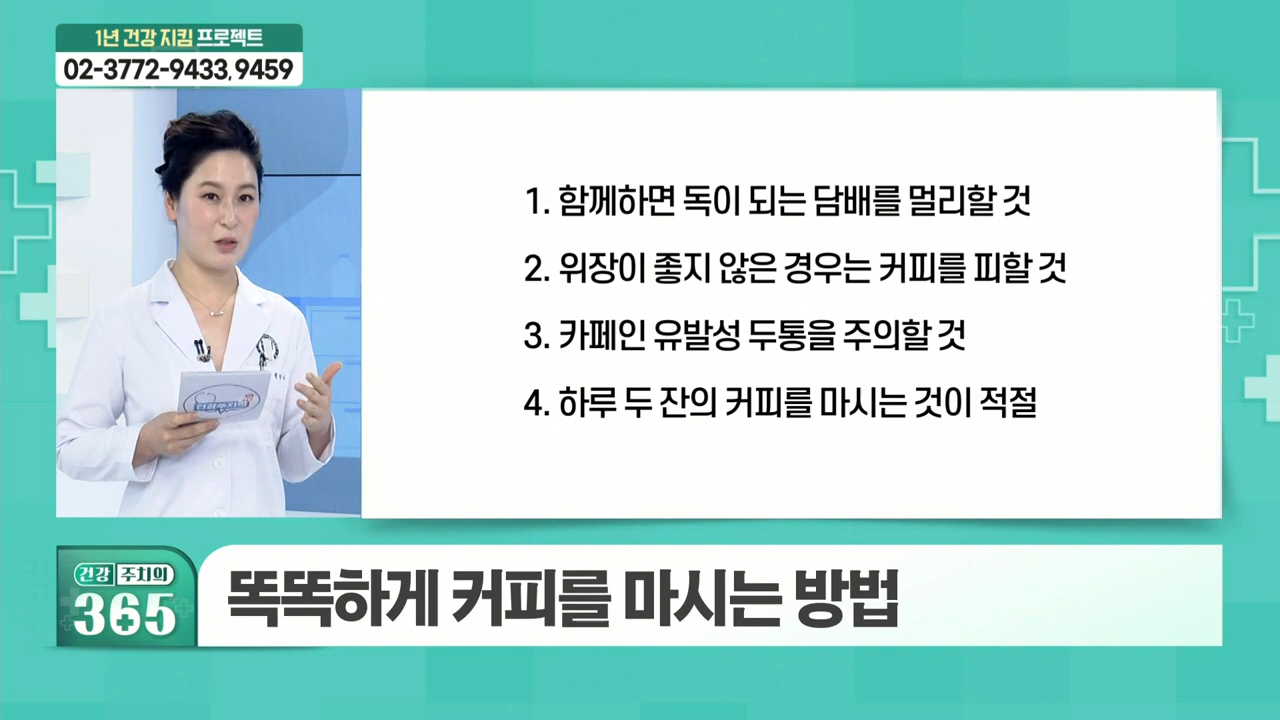 1년 건강 지킴 프로젝트
02-3772-9433, 9459
1. 함께하면 독이 되는 담배를 멀리할 것
2. 위장이 좋지 않은 경우는 커피를 피할 것
3. 카페인 유발성 두통을 주의할 것
4. 하루 두 잔의 커피를 마시는 것이 적절
건강 주치의
365
똑똑하게 커피를 마시는 방법